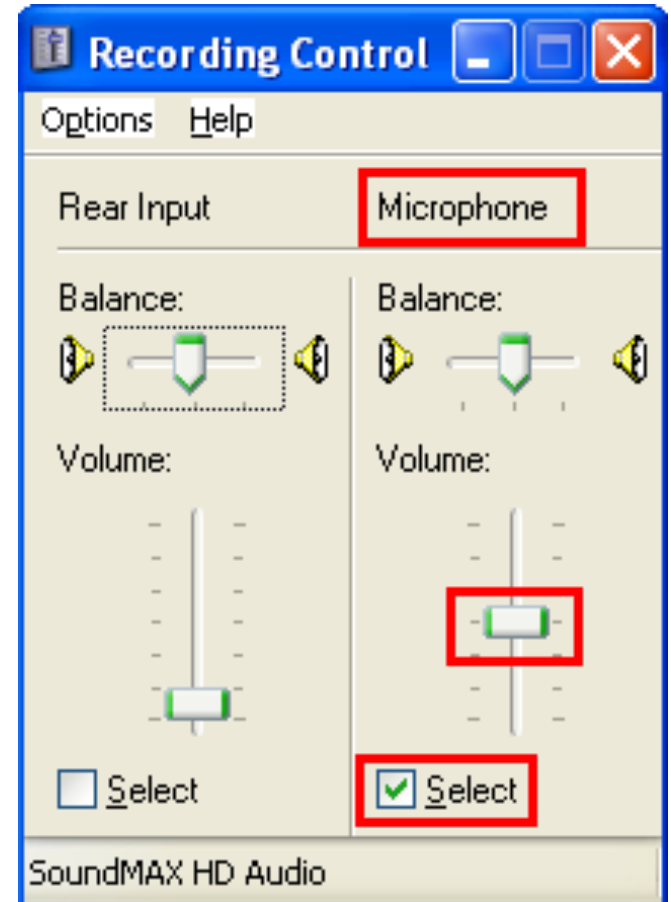 Recording Control
Options Help
Rear Input Microphone
Balance: Balance:
Volume: Volume:
Select Select
SoundMAX HD Audio